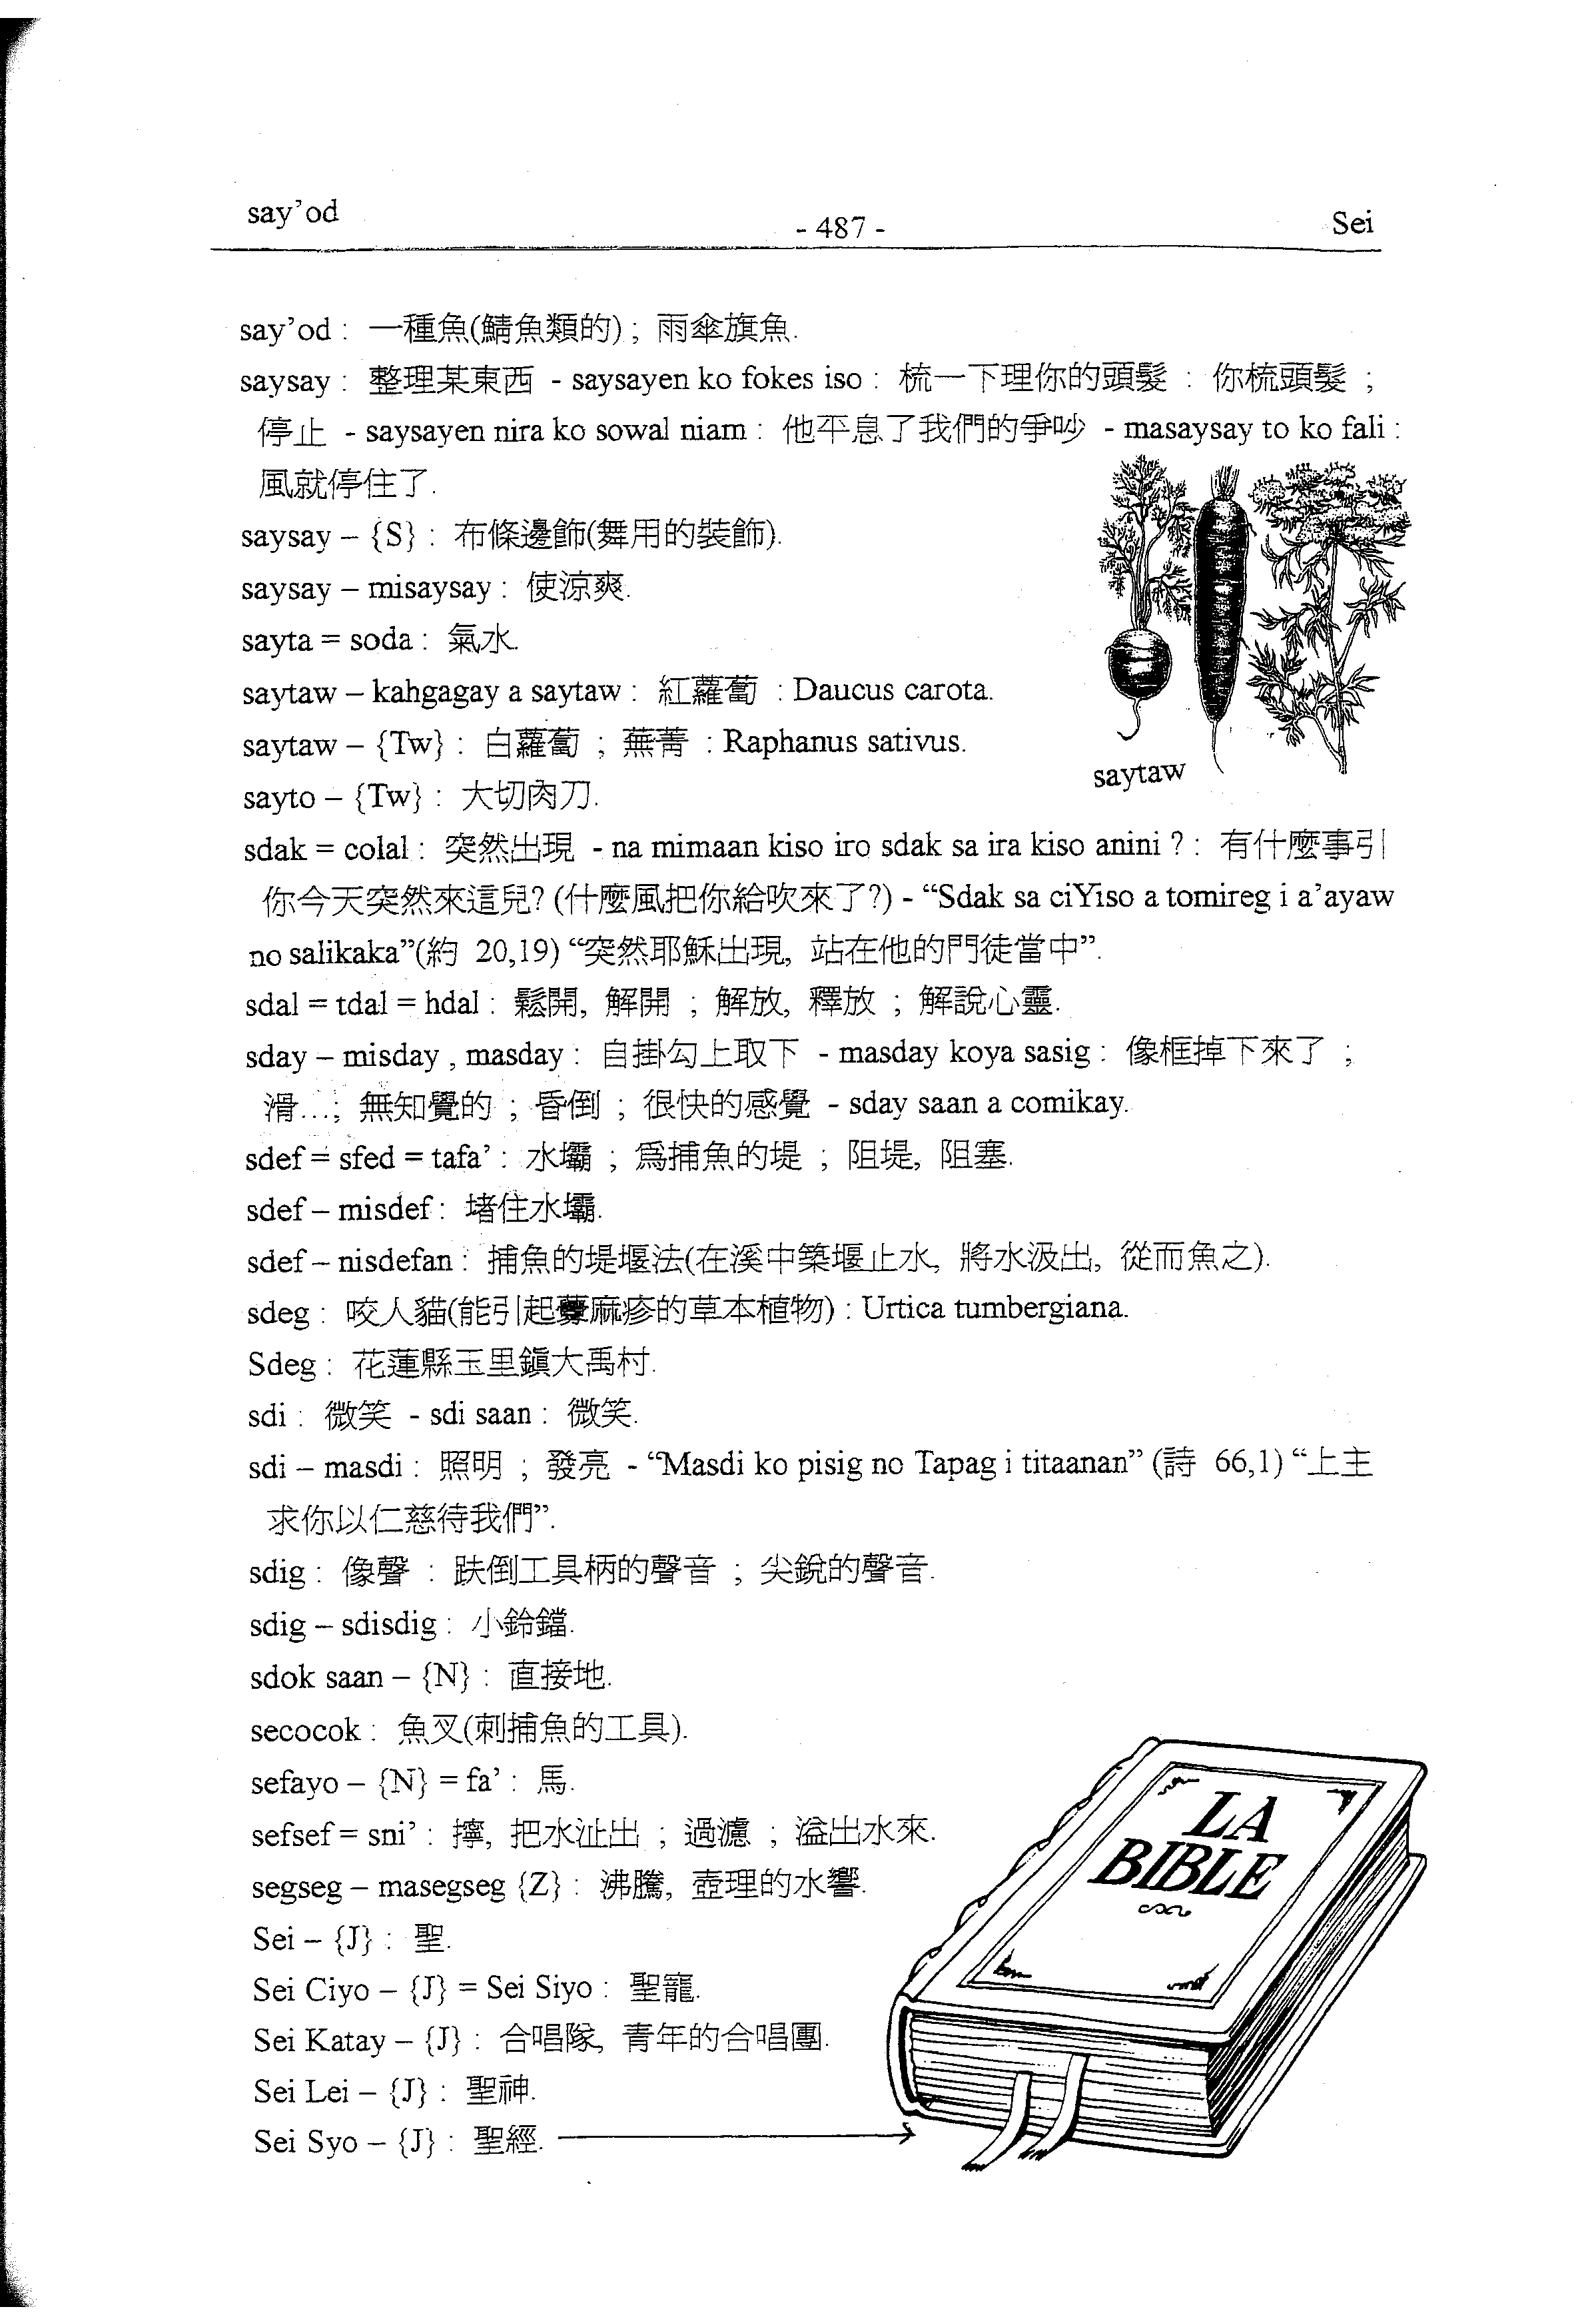 say’od
- 487 -
Sei
say’od : 一種魚(鯖魚類的) ; 雨傘旗魚.
saysay : 整理某東西 - saysayen ko fokes iso : 梳一下理你的頭髮 : 你梳頭髮 ;
停止 - saysayen nira ko sowal niam : 他平息了我們的爭吵 - masaysay to ko fali :
風就停住了.
saysay – {S} : 布條邊飾(舞用的裝飾).
saysay – misaysay : 使涼爽.
sayta = soda : 氣水.
saytaw – kahgagay a saytaw : 紅蘿蔔 : Daucus carota.
saytaw – {Tw} : 白蘿蔔 ; 蕪菁 : Raphanus sativus.
saytaw
sayto – {Tw} : 大切肉刀.
sdak = colal : 突然出現 - na mimaan kiso iro sdak sa ira kiso anini ? : 有什麼事引
你今天突然來這兒? (什麼風把你給吹來了?) - “Sdak sa ciYiso a tomireg i a’ayaw
no salikaka”(約 20,19) “突然耶穌出現, 站在他的門徒當中”.
sdal = tdal = hdal : 鬆開, 解開 ; 解放, 釋放 ; 解說心靈.
sday – misday , masday : 自掛勾上取下 - masday koya sasig : 像框掉下來了 ;
滑...; 無知覺的 ; 昏倒 ; 很快的感覺 - sday saan a comikay.
sdef = sfed = tafa’ : 水壩 ; 為捕魚的堤 ; 阻堤, 阻塞.
sdef – misdef : 堵住水壩.
sdef – nisdefan : 捕魚的堤堰法(在溪中築堰止水, 將水汲出, 從而魚之).
sdeg : 咬人貓(能引起蕁麻疹的草本植物) : Urtica tumbergiana.
Sdeg : 花蓮縣玉里鎮大禹村.
sdi : 微笑 - sdi saan : 微笑.
sdi – masdi : 照明 ; 發亮 - “Masdi ko pisig no Tapag i titaanan” (詩 66,1) “上主
求你以仁慈待我們”.
sdig : 像聲 : 跌倒工具柄的聲音 ; 尖銳的聲音.
sdig – sdisdig : 小鈴鐺.
sdok saan – {N} : 直接地.
secocok : 魚叉(刺捕魚的工具).
sefayo – {N} = fa’ : 馬.
sefsef = sni’ : 擰, 把水沚出 ; 過濾 ; 溢出水來.
segseg – masegseg {Z} : 沸騰, 壺理的水響.
Sei – {J} : 聖.
Sei Ciyo – {J} = Sei Siyo : 聖寵.
Sei Katay – {J} : 合唱隊, 青年的合唱團.
Sei Lei – {J} : 聖神.
Sei Syo – {J} : 聖經.
LA
BIBLE